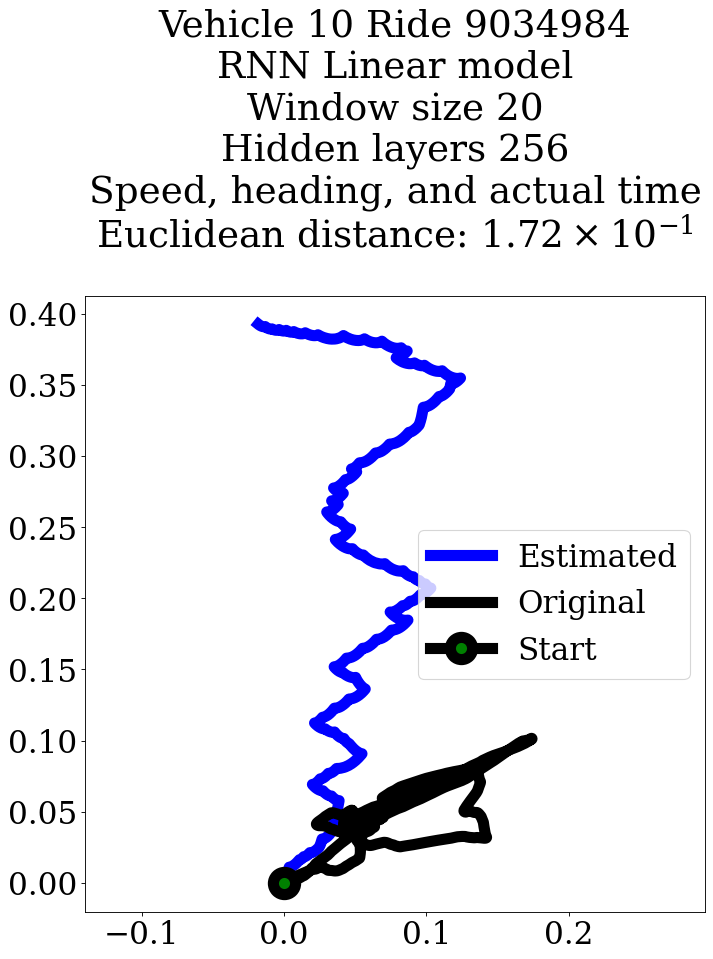 Vehicle 10 Ride 9034984
RNN Linear model
Window size 20
Hidden layers 256
Speed, heading, and actual time
Euclidean distance: 1.72 × 10⁻¹
0.40
0.35
0.30
0.25
0.20
0.15
0.10
0.05
0.00
Estimated
Original
Start
−0.1
0.0
0.1
0.2